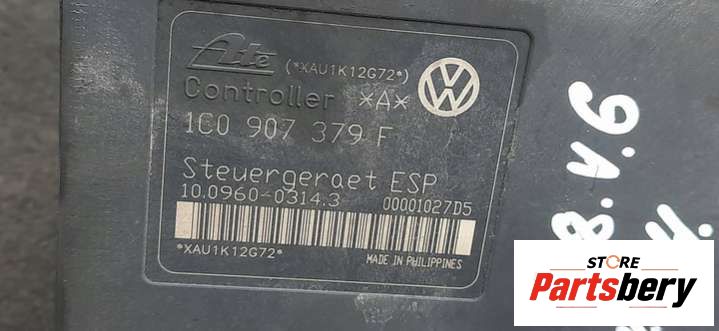 Ate (*XAU1K12G72*)
Controller *A*
1C0 907 379 F
Steuergeraet ESP
10.0960-0314.3 00001027D5
*XAU1K12G72*
MADE IN PHILIPPINES
STORE
Partsbery